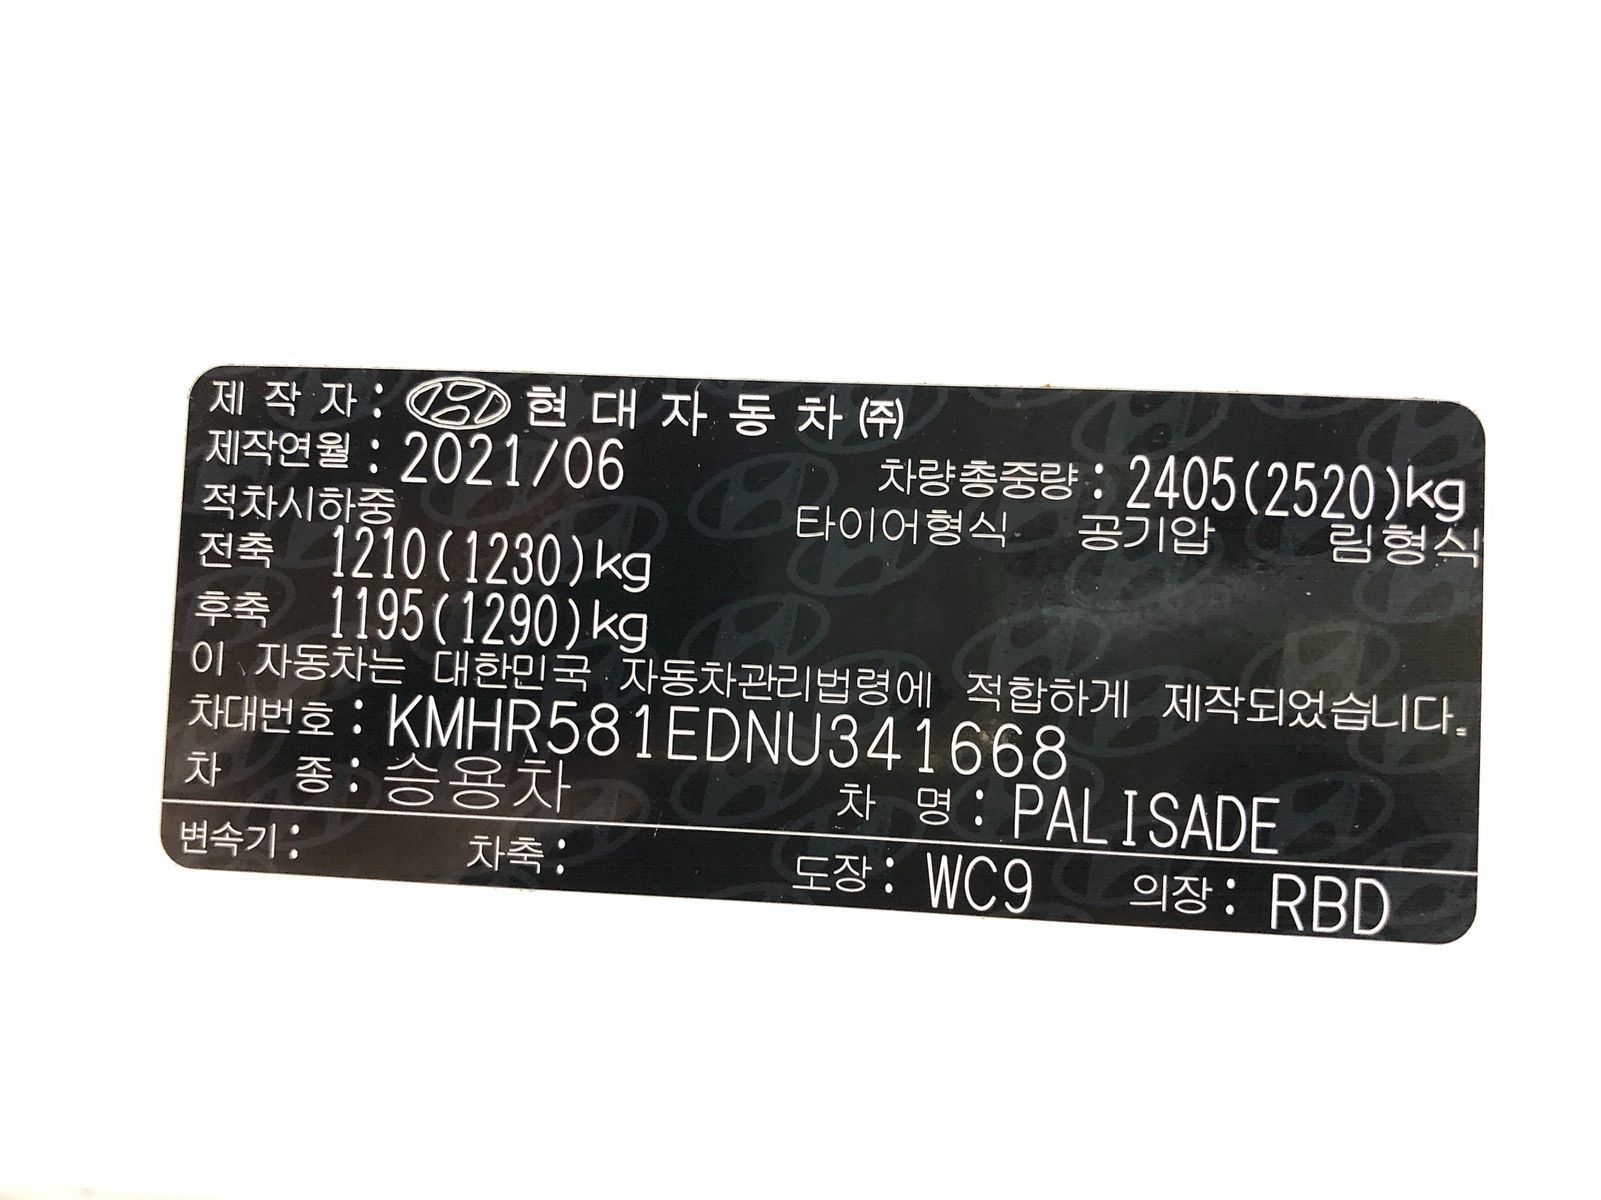 제 작 자 : 현 대 자 동 차 ㈜
제작연월 : 2021/06 차량총중량 : 2405(2520)kg
적차시하중 타이어형식 공기압 림형식
전축 1210(1230)kg
후축 1195(1290)kg
이 자동차는 대한민국 자동차관리법령에 적합하게 제작되었습니다.
차대번호 : KMHR581EDNU341668
차 종 : 승용차 차 명 : PALISADE
변속기 : 차축 : 도장 : WC9 의장 : RBD